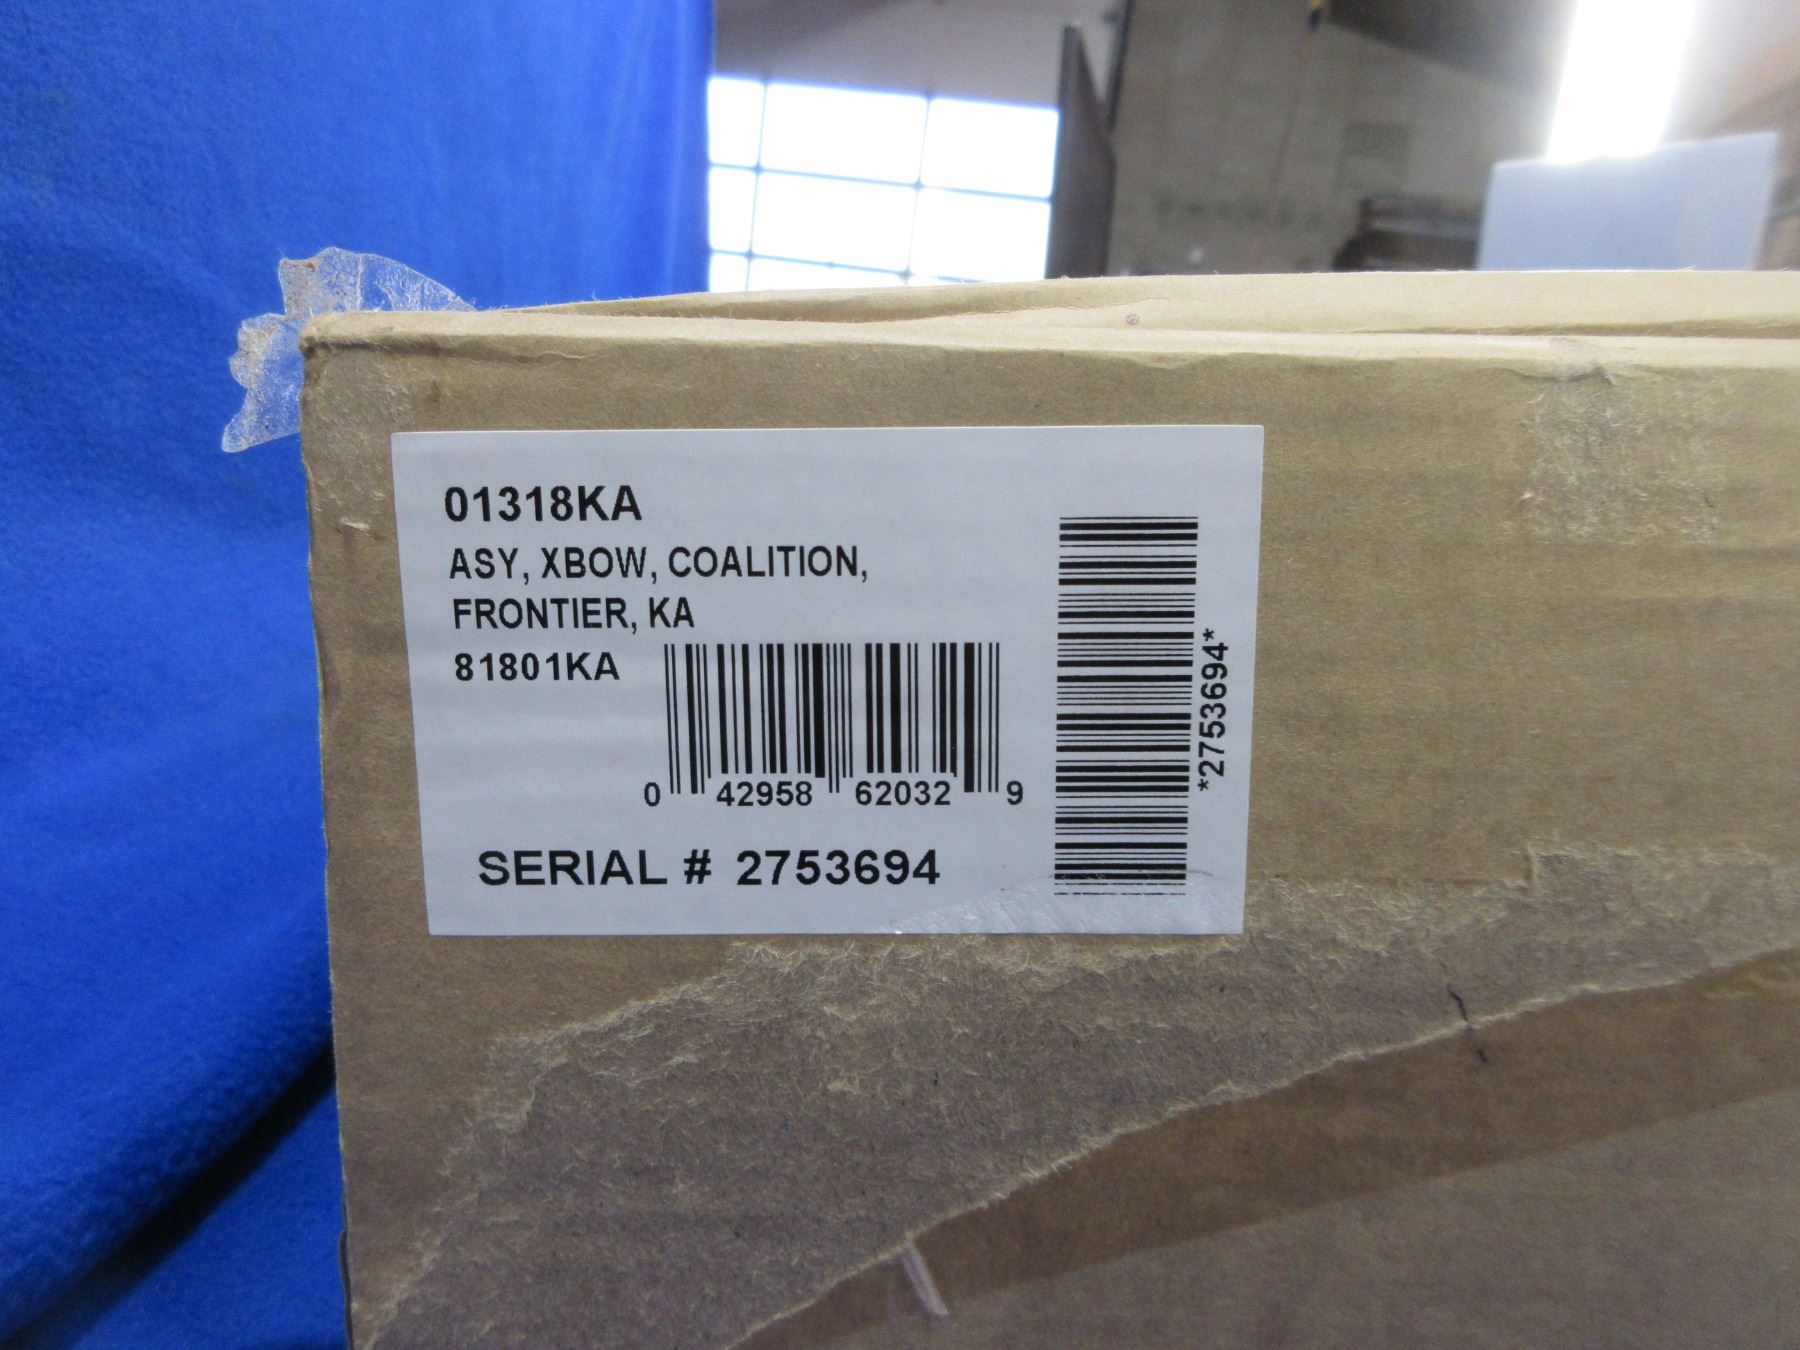 01318KA
ASY, XBOW, COALITION,
FRONTIER, KA
81801KA
0 42958 62032 9
SERIAL # 2753694
*2753694*